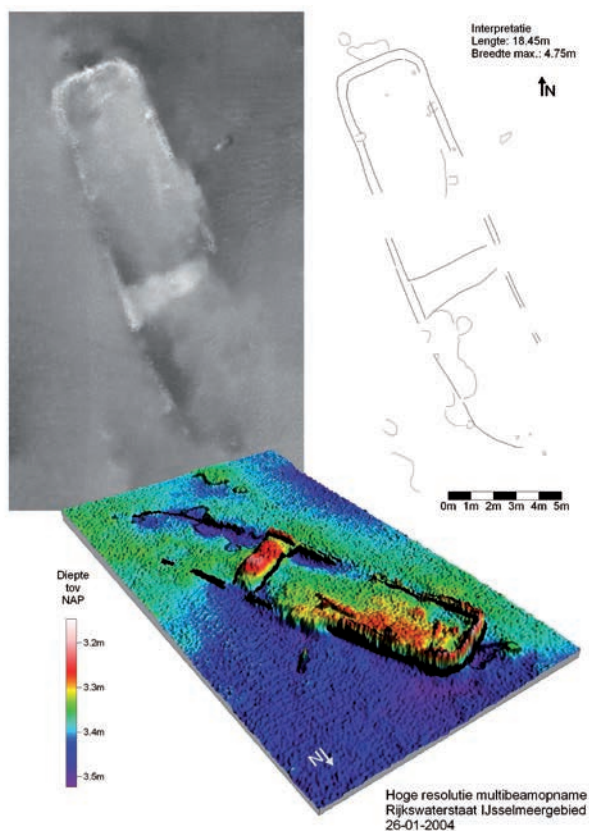 Interpretatie
Lengte: 18.45m
Breedte max.: 4.75m
N
0m 1m 2m 3m 4m 5m
Diepte
tov
NAP
3.2m
3.3m
3.4m
3.5m
N
Hoge resolutie multibeamopname
Rijkswaterstaat IJsselmeergebied
26-01-2004